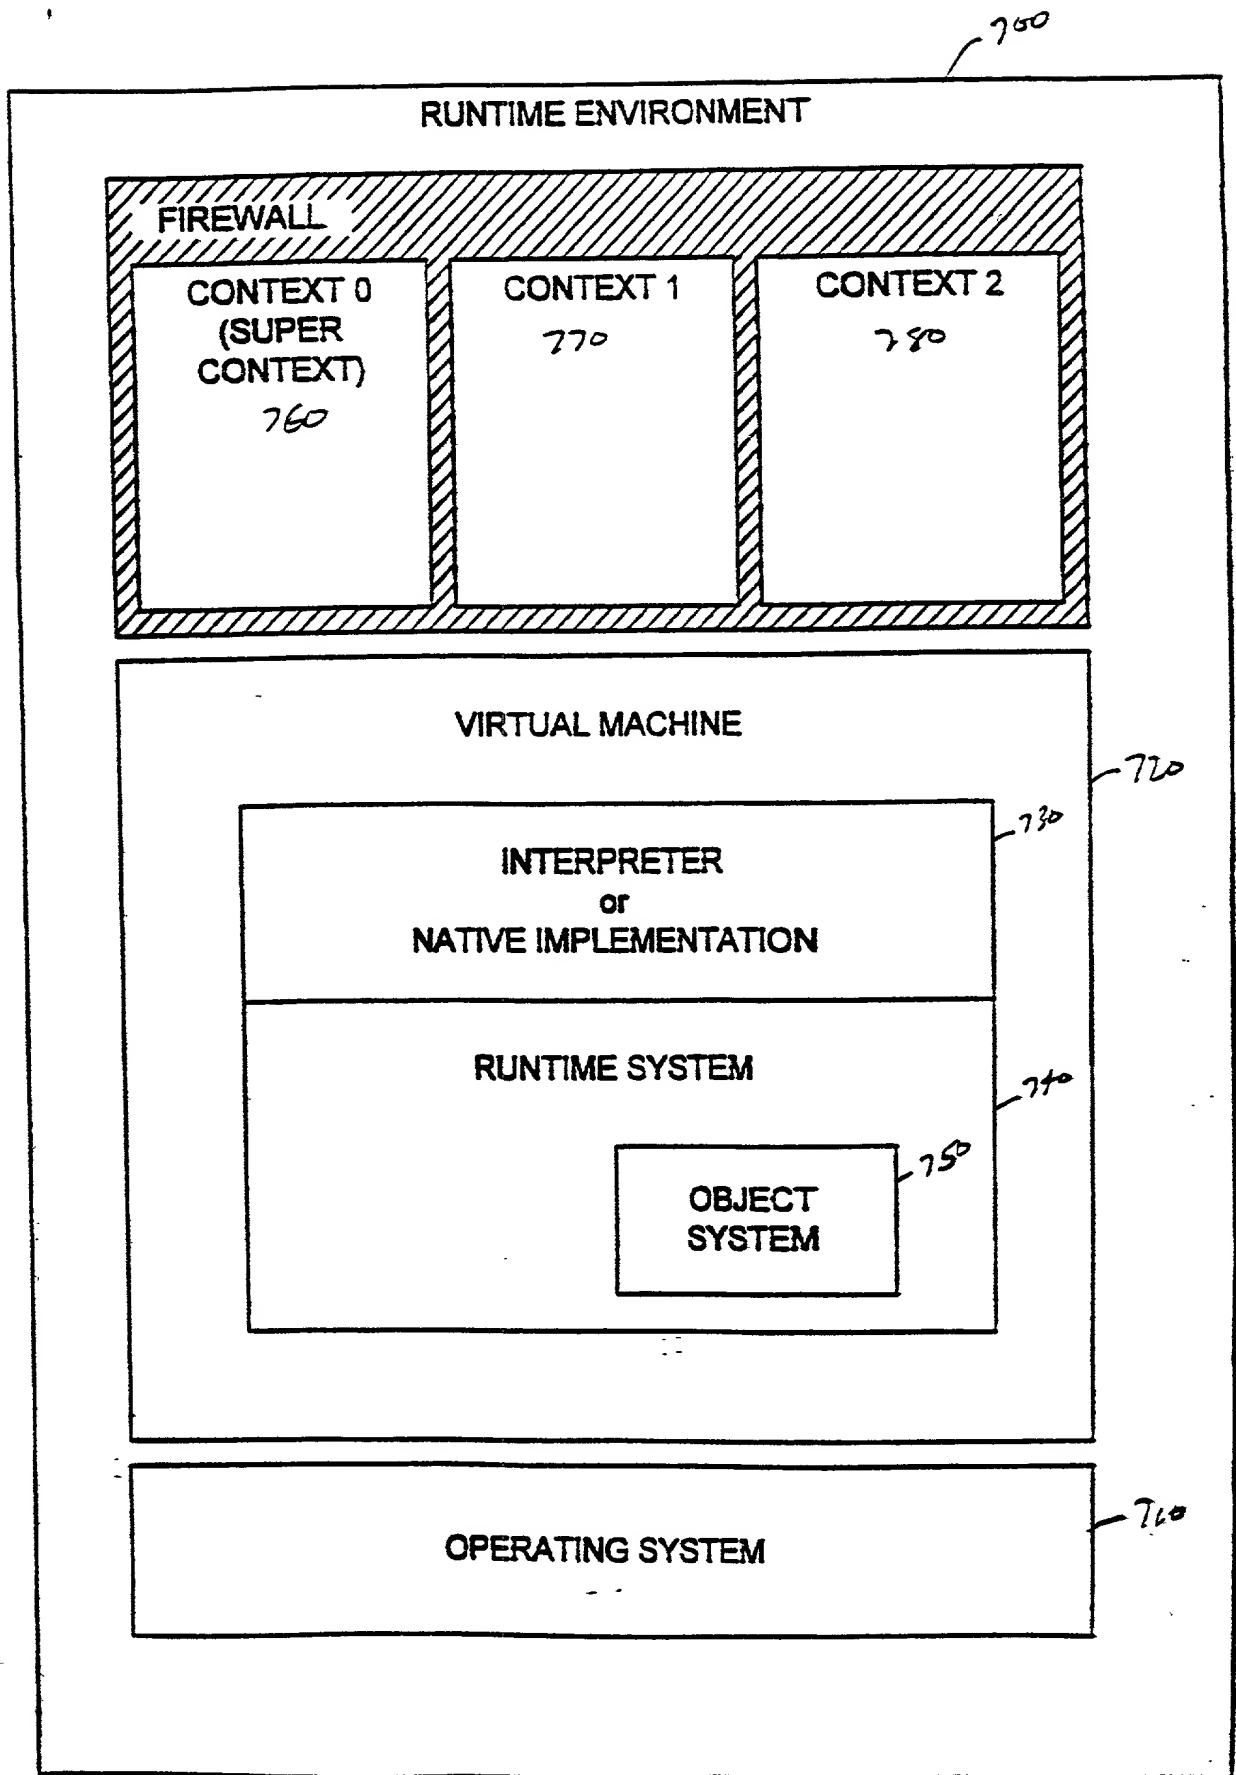 700
RUNTIME ENVIRONMENT
FIREWALL
CONTEXT 0
(SUPER
CONTEXT)
760
CONTEXT 1
770
CONTEXT 2
780
VIRTUAL MACHINE
720
730
INTERPRETER
or
NATIVE IMPLEMENTATION
RUNTIME SYSTEM
740
750
OBJECT
SYSTEM
710
OPERATING SYSTEM